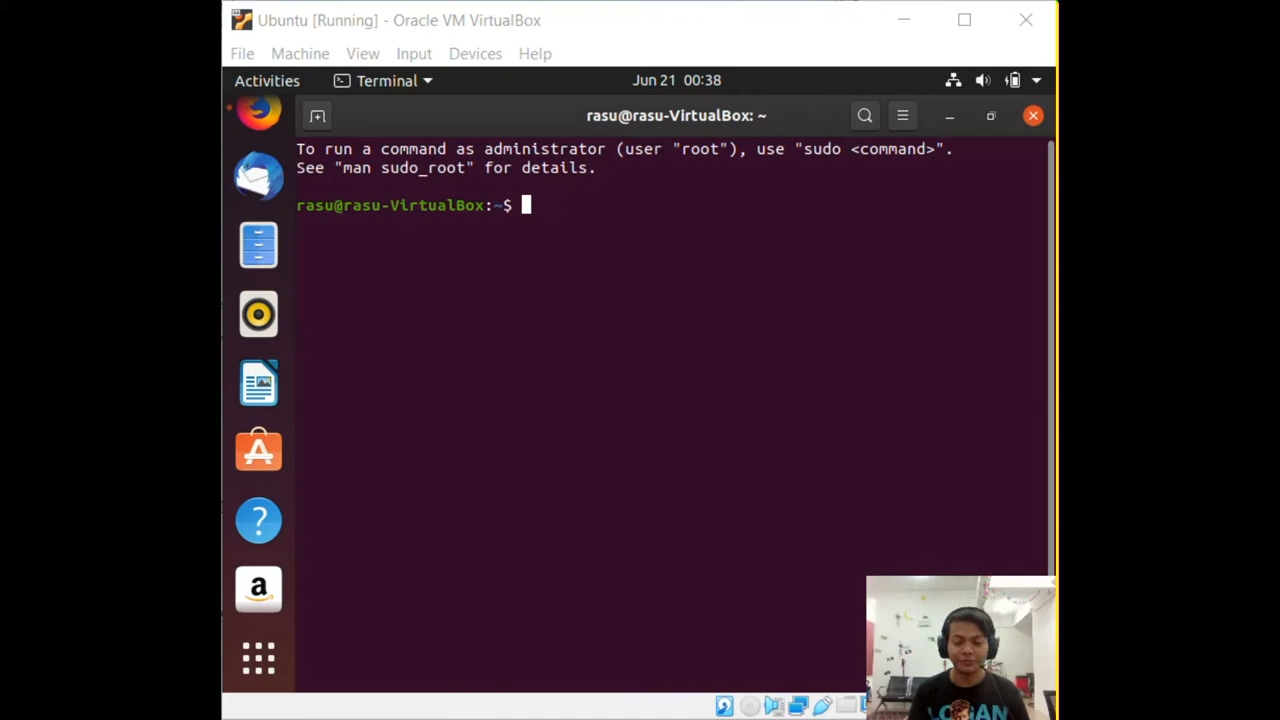 Ubuntu [Running] - Oracle VM VirtualBox
File Machine View Input Devices Help
Activities Terminal Jun 21 00:38
rasu@rasu-VirtualBox: ~
To run a command as administrator (user "root"), use "sudo <command>".
See "man sudo_root" for details.
rasu@rasu-VirtualBox:~$
?
a
LOGAN